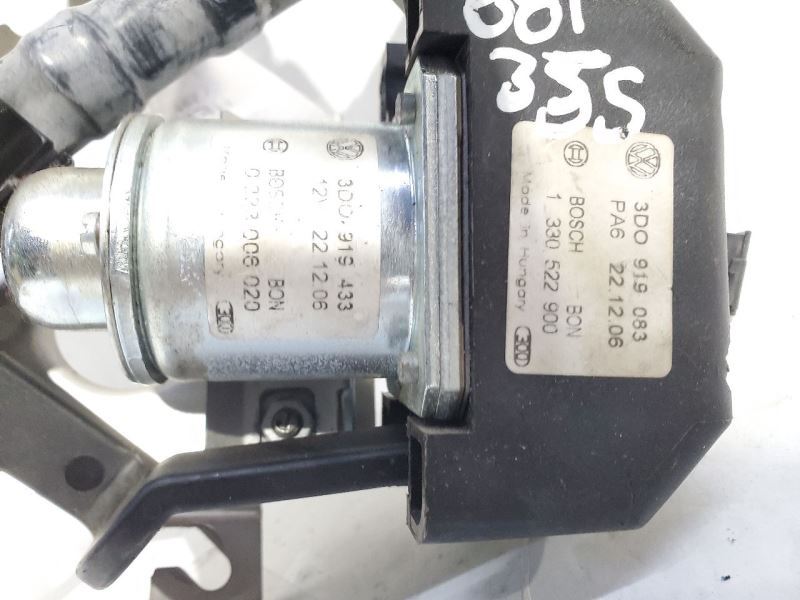 001
355
3D0 919 083
PA6 22.12.06
BOSCH BON
1 330 522 900
Made in Hungary
3D0 919 433
12V 22.12.06
BOSCH BON
006 020